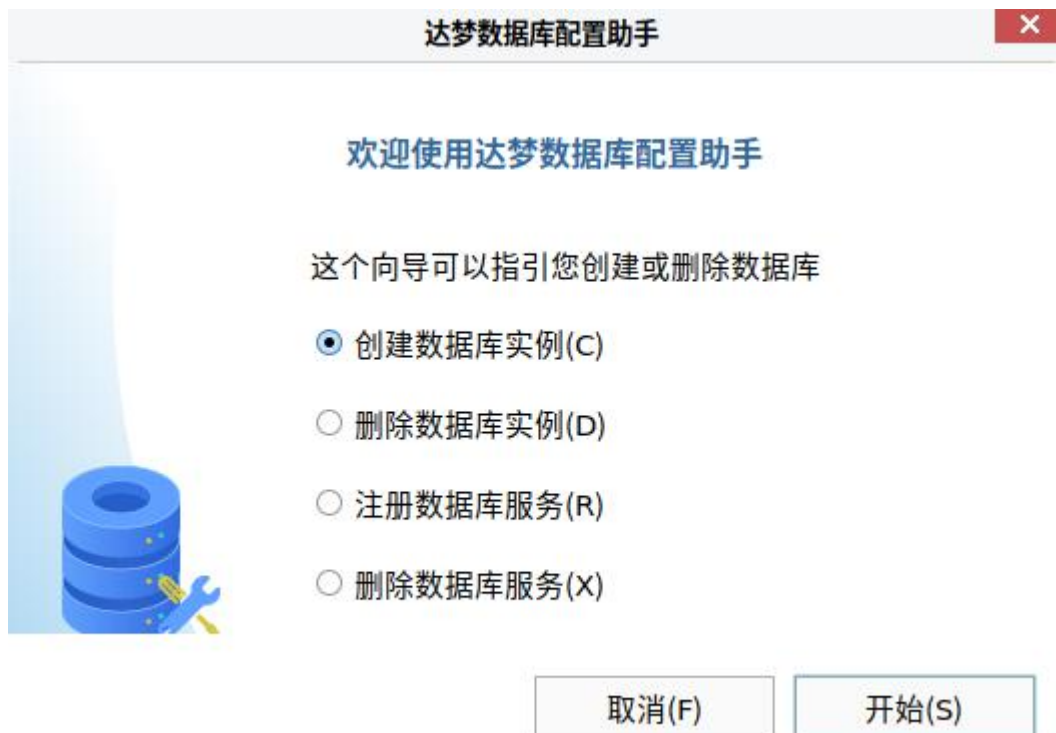 达梦数据库配置助手
欢迎使用达梦数据库配置助手
这个向导可以指引您创建或删除数据库
创建数据库实例(C)
删除数据库实例(D)
注册数据库服务(R)
删除数据库服务(X)
取消(F) 开始(S)